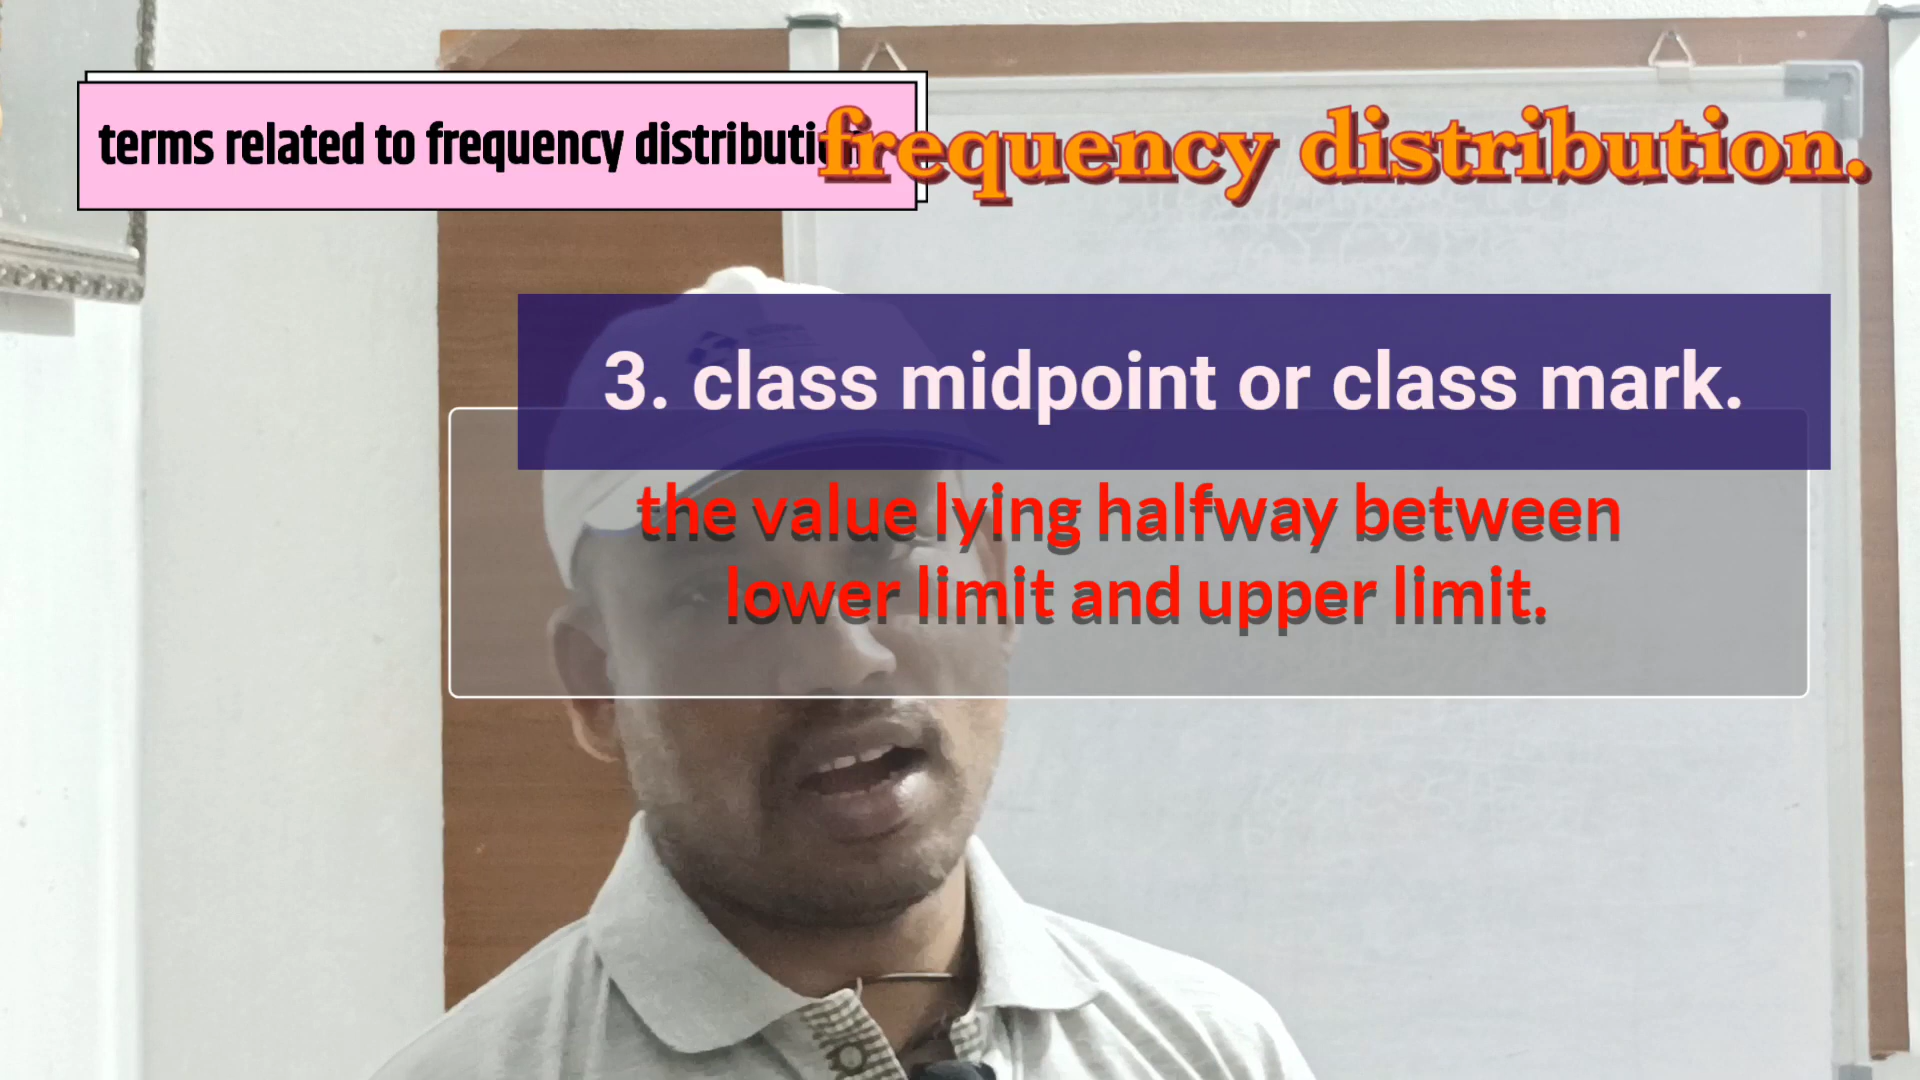 terms related to frequency distribution
frequency distribution.
3. class midpoint or class mark.
the value lying halfway between
lower limit and upper limit.